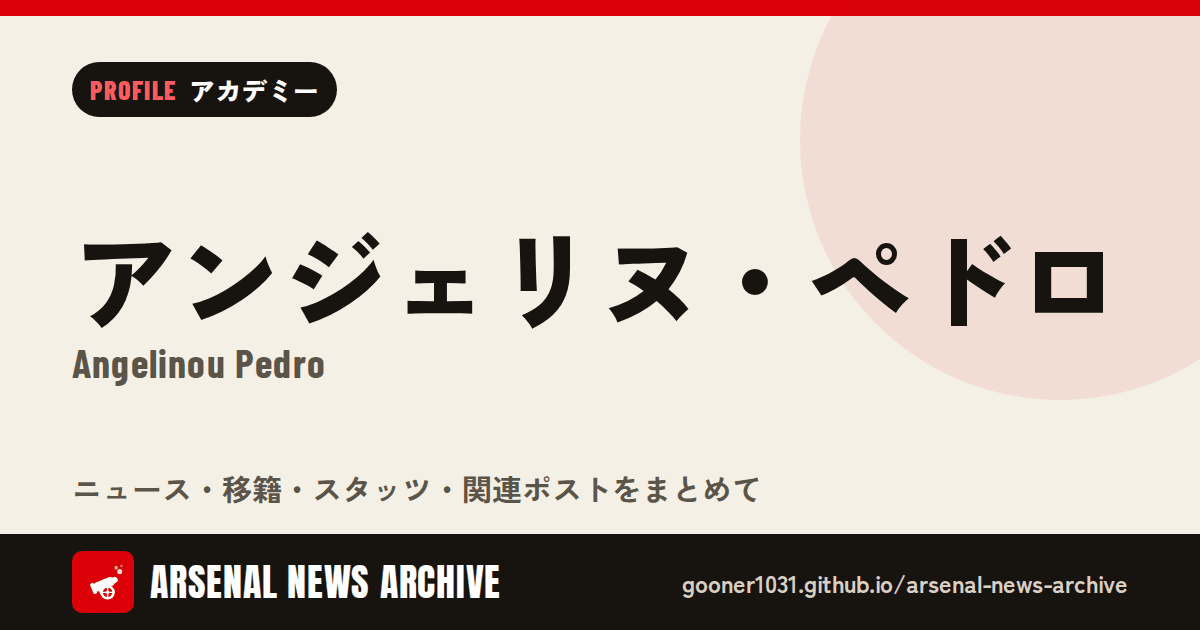 PROFILE アカデミー
アンジェリヌ・ペドロ
Angelinou Pedro
ニュース・移籍・スタッツ・関連ポストをまとめて
ARSENAL NEWS ARCHIVE
gooner1031.github.io/arsenal-news-archive